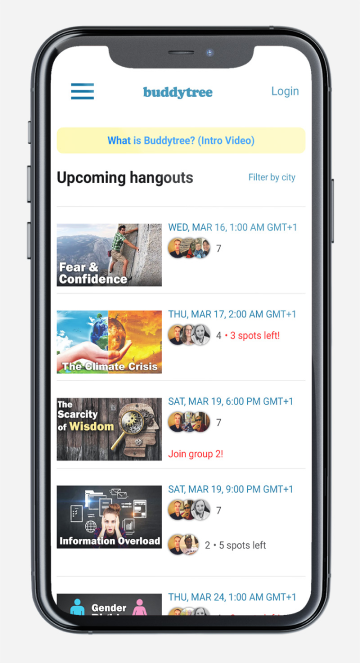 buddytree
Login
What is Buddytree? (Intro Video)
Upcoming hangouts
Filter by city
WED, MAR 16, 1:00 AM GMT+1
7
Fear &
Confidence
THU, MAR 17, 2:00 AM GMT+1
4 • 3 spots left!
The Climate Crisis
SAT, MAR 19, 6:00 PM GMT+1
The
Scarcity
of Wisdom
7
Join group 2!
SAT, MAR 19, 9:00 PM GMT+1
7
Information Overload
2 • 5 spots left
THU, MAR 24, 1:00 AM GMT+1
Gender